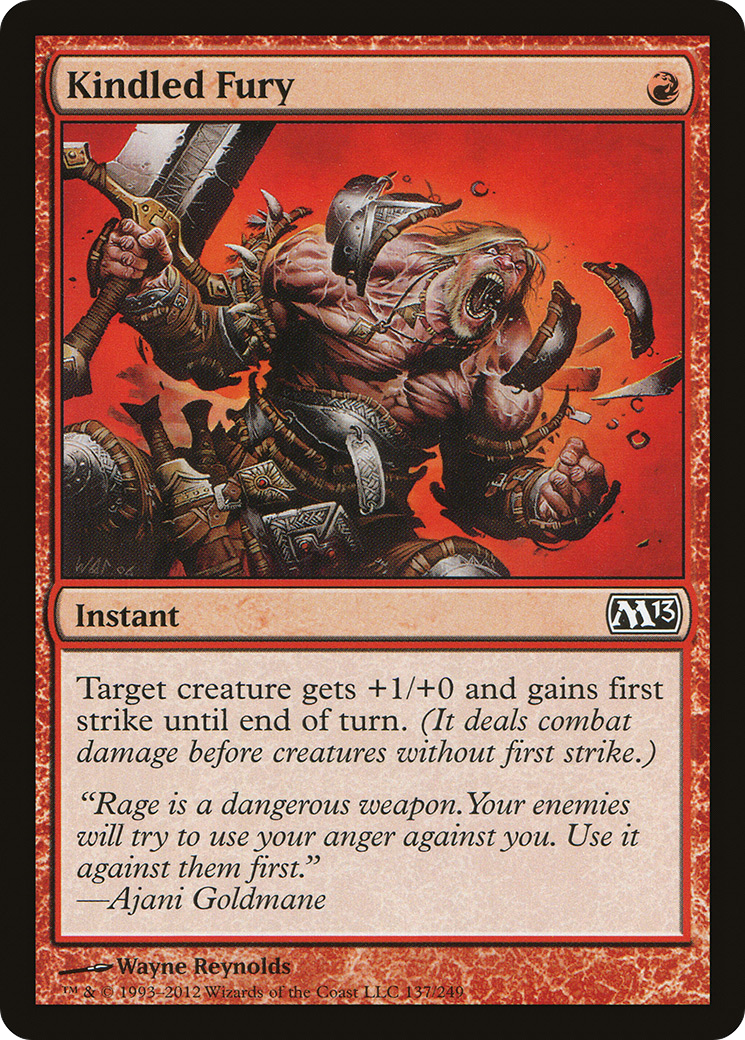 Kindled Fury
WAR 06
Instant
M13
Target creature gets +1/+0 and gains first
strike until end of turn. (It deals combat
damage before creatures without first strike.)
“Rage is a dangerous weapon. Your enemies
will try to use your anger against you. Use it
against them first.”
—Ajani Goldmane
Wayne Reynolds
™ & © 1993–2012 Wizards of the Coast LLC 137/249